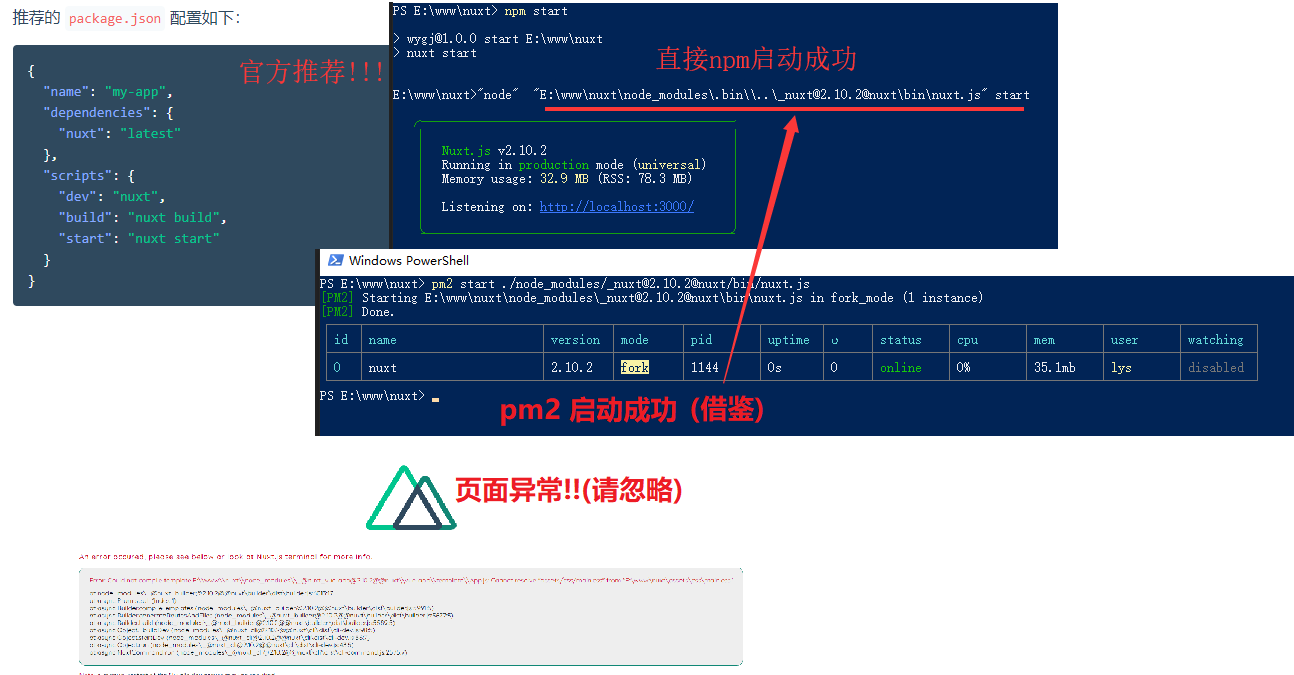 推荐的 package.json 配置如下：
官方推荐!!!
{
"name": "my-app",
"dependencies": {
"nuxt": "latest"
},
"scripts": {
"dev": "nuxt",
"build": "nuxt build",
"start": "nuxt start"
}
}
PS E:\www\nuxt> npm start
> wygj@1.0.0 start E:\www\nuxt
> nuxt start
直接npm启动成功
E:\www\nuxt>"node" "E:\www\nuxt\node_modules\.bin\\..\_nuxt@2.10.2@nuxt\bin\nuxt.js" start
Nuxt.js v2.10.2
Running in production mode (universal)
Memory usage: 32.9 MB (RSS: 78.3 MB)
Listening on: http://localhost:3000/
Windows PowerShell
PS E:\www\nuxt> pm2 start ./node_modules/_nuxt@2.10.2@nuxt/bin/nuxt.js
[PM2] Starting E:\www\nuxt\node_modules\_nuxt@2.10.2@nuxt\bin\nuxt.js in fork_mode (1 instance)
[PM2] Done.
id name version mode pid uptime ↺ status cpu mem user watching
0 nuxt 2.10.2 fork 1144 0s 0 online 0% 35.1mb lys disabled
PS E:\www\nuxt>
pm2 启动成功（借鉴）
页面异常!!(请忽略)
An error occured, please see below or look at Nuxt.js terminal for more info.